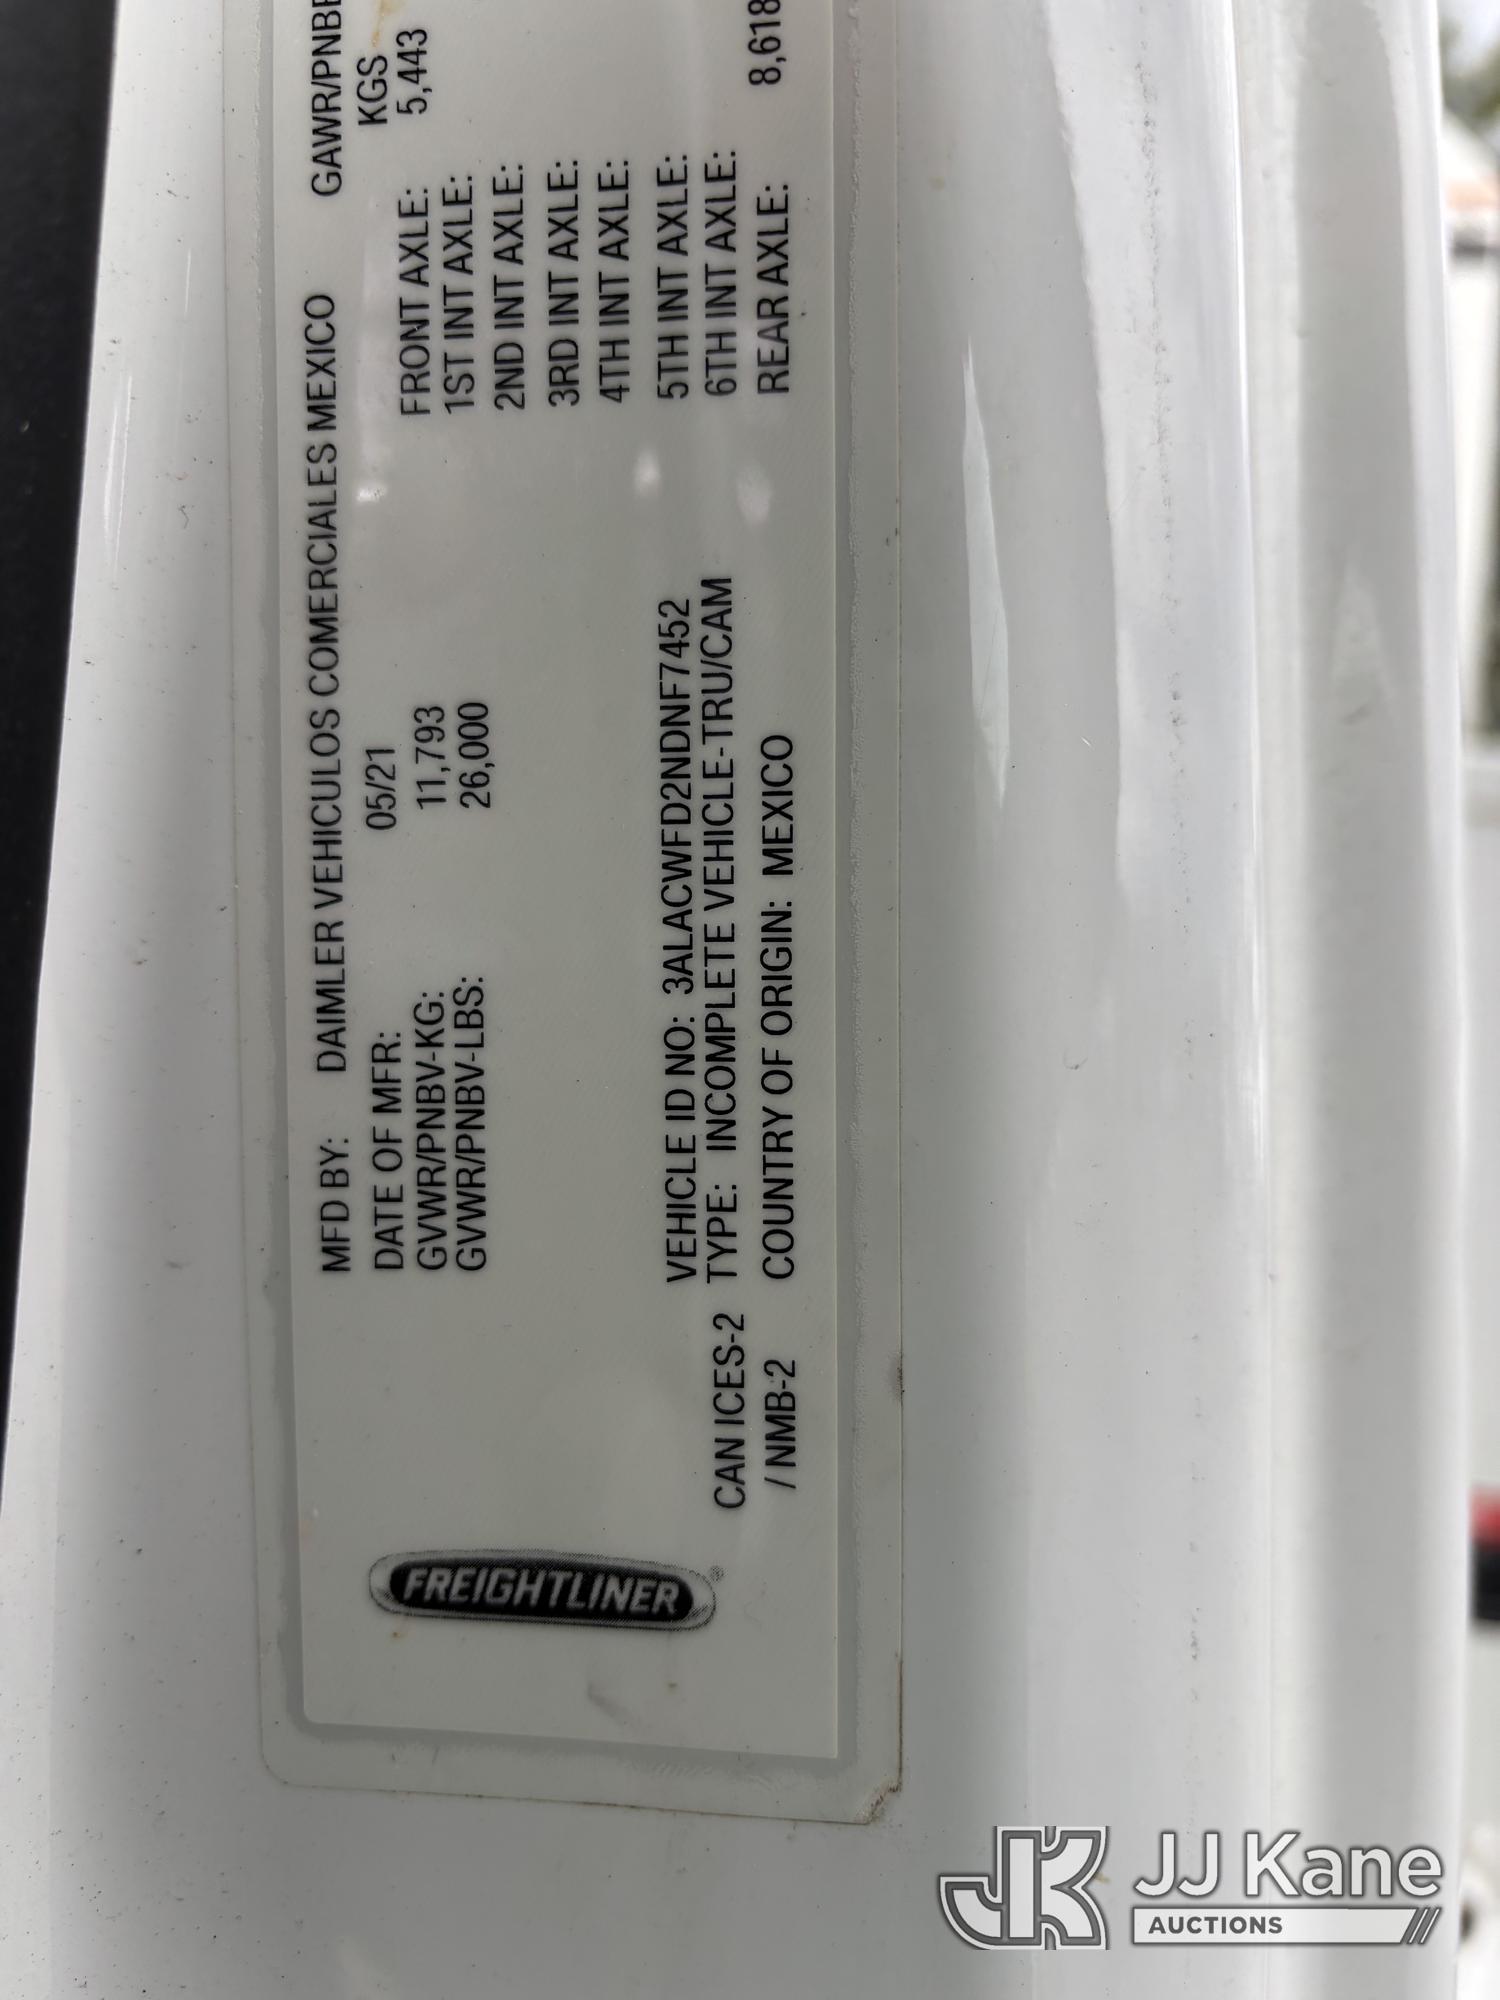 MFD BY: DAIMLER VEHICULOS COMERCIALES MEXICO
DATE OF MFR: 05/21
GVWR/PNBV-KG: 11,793
GVWR/PNBV-LBS: 26,000
VEHICLE ID NO: 3ALACWFD2NDNF7452
TYPE: INCOMPLETE VEHICLE-TRU/CAM
COUNTRY OF ORIGIN: MEXICO
CAN ICES-2
/ NMB-2
FREIGHTLINER®
GAWR/PNBE
KGS
FRONT AXLE: 5,443
1ST INT AXLE:
2ND INT AXLE:
3RD INT AXLE:
4TH INT AXLE:
5TH INT AXLE:
6TH INT AXLE:
REAR AXLE: 8,618
JK JJ Kane
AUCTIONS